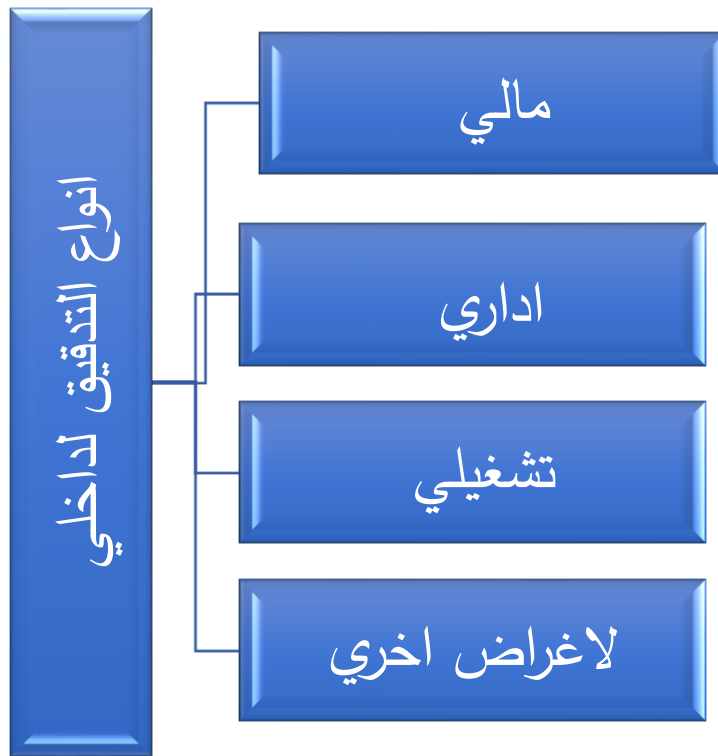 انواع التدقيق لداخلي
مالي
اداري
تشغيلي
لاغراض اخري